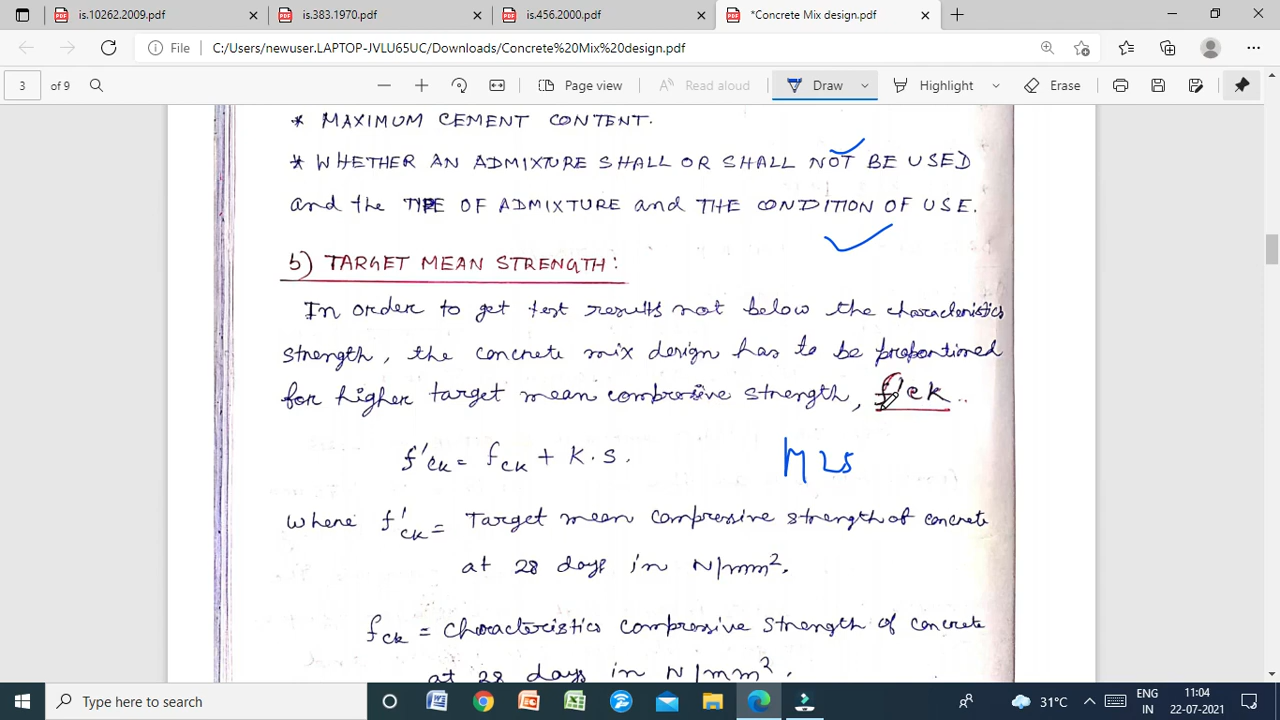 is.10262.2009.pdf
is.383.1970.pdf
is.456.2000.pdf
*Concrete Mix design.pdf
File C:/Users/newuser.LAPTOP-JVLU65UC/Downloads/Concrete%20Mix%20design.pdf
3 of 9 Page view Read aloud Draw Highlight Erase
* MAXIMUM CEMENT CONTENT.
* WHETHER AN ADMIXTURE SHALL OR SHALL NOT BE USED
and the TYPE OF ADMIXTURE and THE CONDITION OF USE.
b) TARGET MEAN STRENGTH:
In order to get test results not below the characteristics
strength, the concrete mix design has to be proportioned
for higher target mean compressive strength, f'ck..
f'ck = fck + K.S. M25
Where f'ck = Target mean compressive strength of concrete
at 28 days in N/mm².
fck = Characteristics compressive strength of concrete
at 28 days in N/mm².
Type here to search
31°C
ENG
IN
11:04
22-07-2021